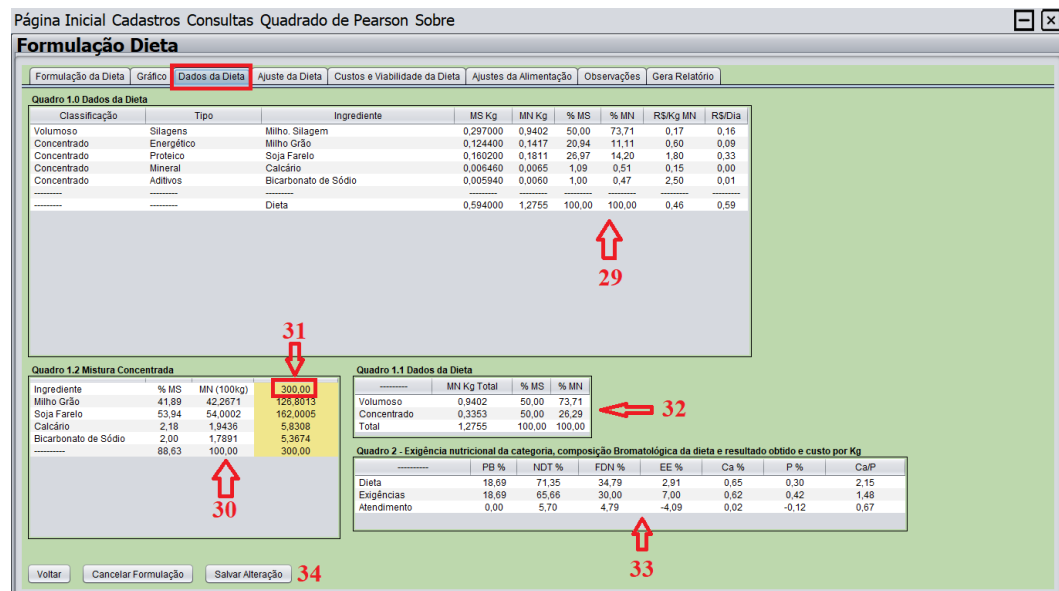 Página Inicial Cadastros Consultas Quadrado de Pearson Sobre
Formulação Dieta
Formulação da Dieta Gráfico Dados da Dieta Ajuste da Dieta Custos e Viabilidade da Dieta Ajustes da Alimentação Observações Gera Relatório
Quadro 1.0 Dados da Dieta
Classificação Tipo Ingrediente MS Kg MN Kg % MS % MN R$/Kg MN R$/Dia
Volumoso Silagens Milho. Silagem 0,297000 0,9402 50,00 73,71 0,17 0,16
Concentrado Energético Milho Grão 0,124400 0,1417 20,94 11,11 0,60 0,09
Concentrado Proteico Soja Farelo 0,160200 0,1811 26,97 14,20 1,80 0,33
Concentrado Mineral Calcário 0,006460 0,0065 1,09 0,51 0,15 0,00
Concentrado Aditivos Bicarbonato de Sódio 0,005940 0,0060 1,00 0,47 2,50 0,01
--------- --------- --------- --------- --------- --------- --------- --------- ---------
--------- --------- Dieta 0,594000 1,2755 100,00 100,00 0,46 0,59
29
31
Quadro 1.2 Mistura Concentrada
Ingrediente % MS MN (100kg) 300,00
Milho Grão 41,89 42,2671 126,8013
Soja Farelo 53,94 54,0002 162,0005
Calcário 2,18 1,9436 5,8308
Bicarbonato de Sódio 2,00 1,7891 5,3674
---------- 88,63 100,00 300,00
30
Quadro 1.1 Dados da Dieta
--------- MN Kg Total % MS % MN
Volumoso 0,9402 50,00 73,71
Concentrado 0,3353 50,00 26,29
Total 1,2755 100,00 100,00
32
Quadro 2 - Exigência nutricional da categoria, composição Bromatológica da dieta e resultado obtido e custo por Kg
---------- PB % NDT % FDN % EE % Ca % P % Ca/P
Dieta 18,69 71,35 34,79 2,91 0,65 0,30 2,15
Exigências 18,69 65,66 30,00 7,00 0,62 0,42 1,48
Atendimento 0,00 5,70 4,79 -4,09 0,02 -0,12 0,67
33
Voltar Cancelar Formulação Salvar Alteração 34